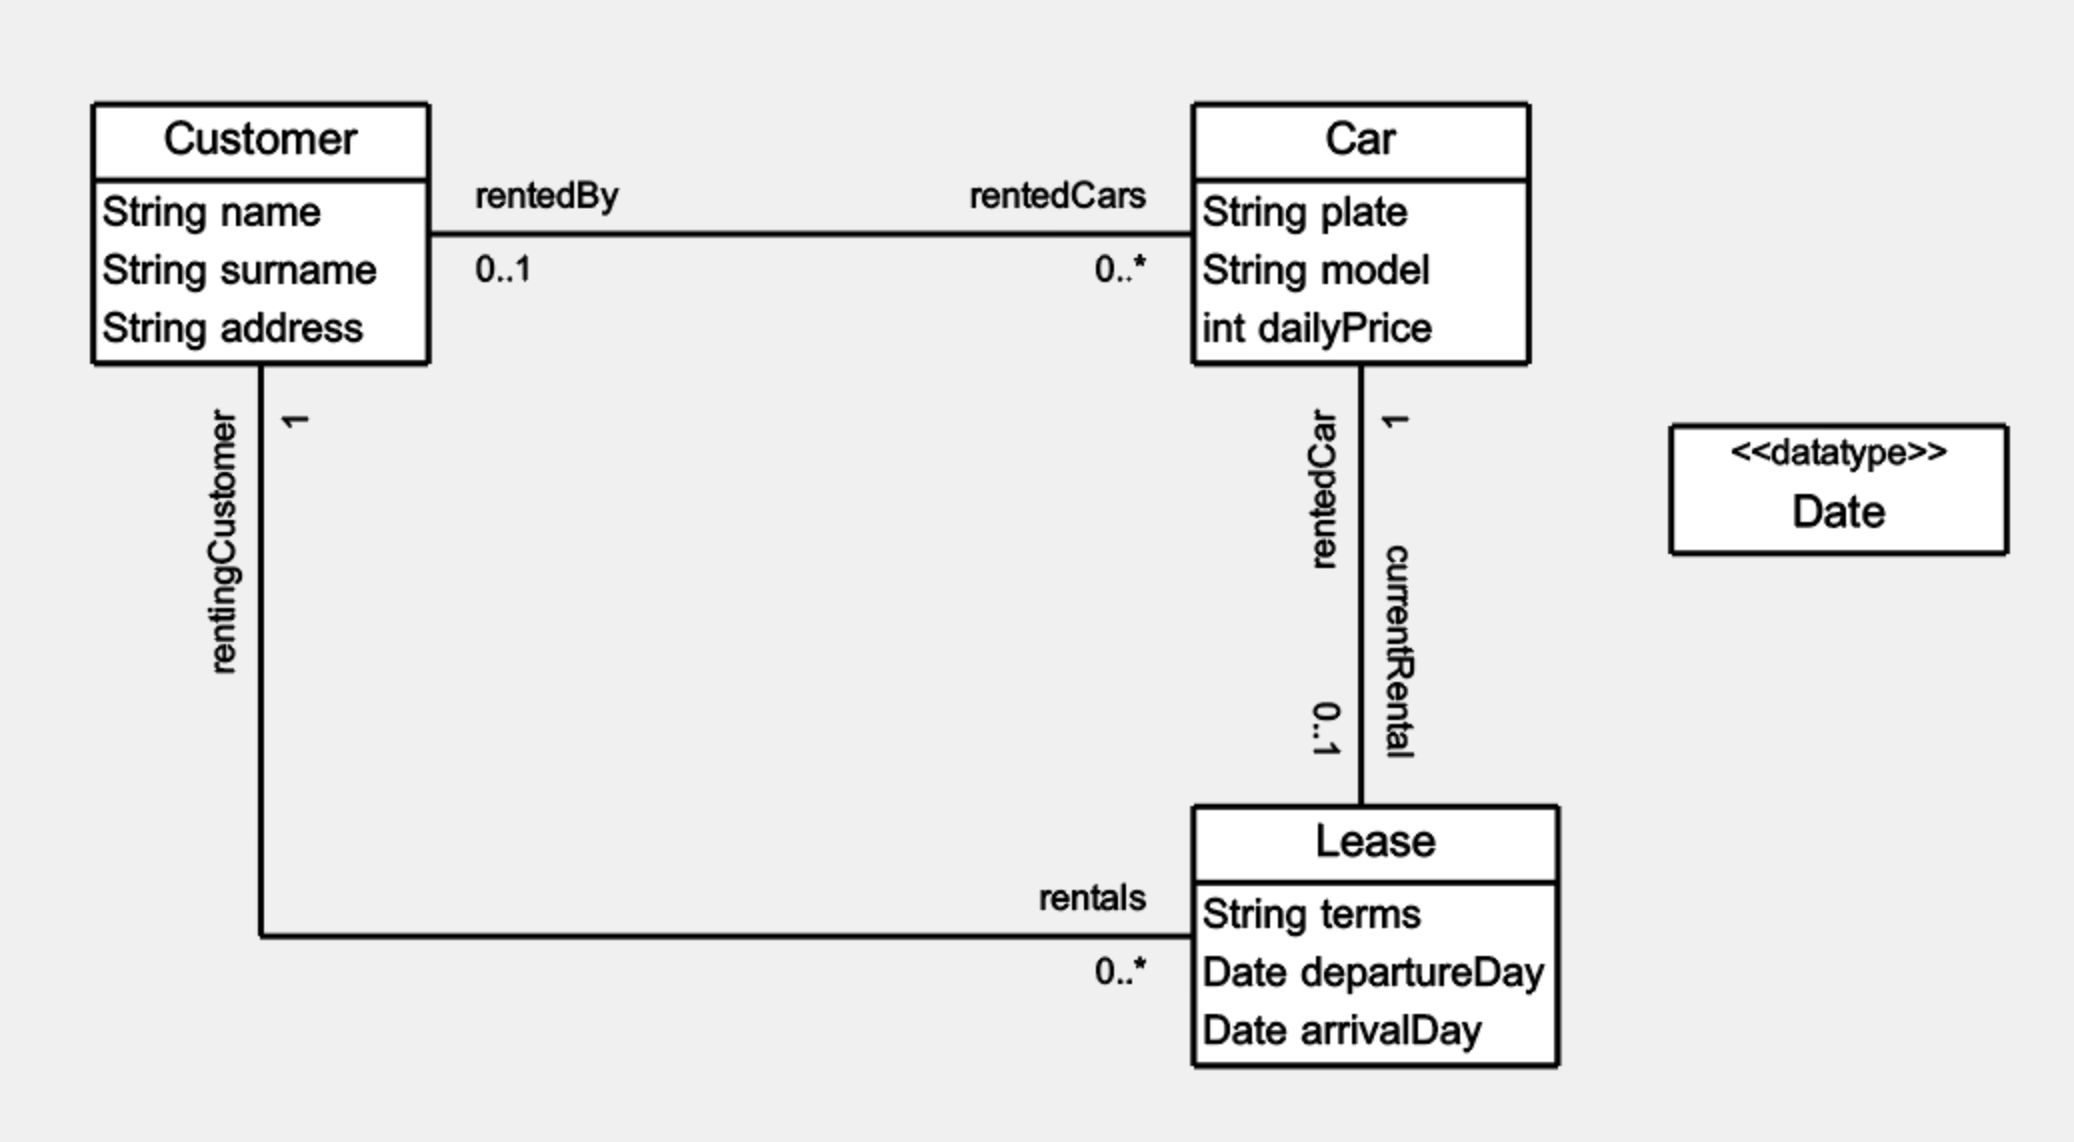 Customer
String name
String surname
String address
rentedBy
0..1
rentedCars
0..*
Car
String plate
String model
int dailyPrice
rentingCustomer
1
rentedCar
1
currentRental
0..1
<<datatype>>
Date
rentals
0..*
Lease
String terms
Date departureDay
Date arrivalDay